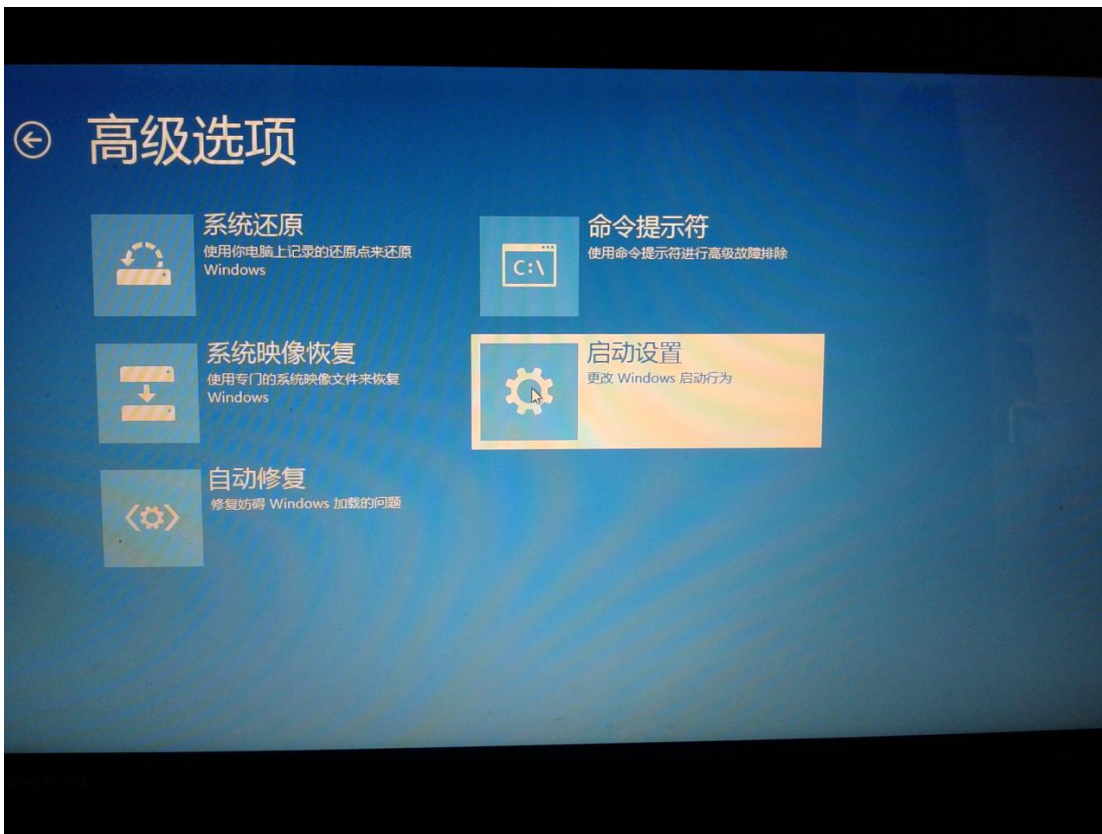 高级选项
系统还原
使用你电脑上记录的还原点来还原
Windows
命令提示符
使用命令提示符进行高级故障排除
C:\
系统映像恢复
使用专门的系统映像文件来恢复
Windows
启动设置
更改 Windows 启动行为
自动修复
修复妨碍 Windows 加载的问题